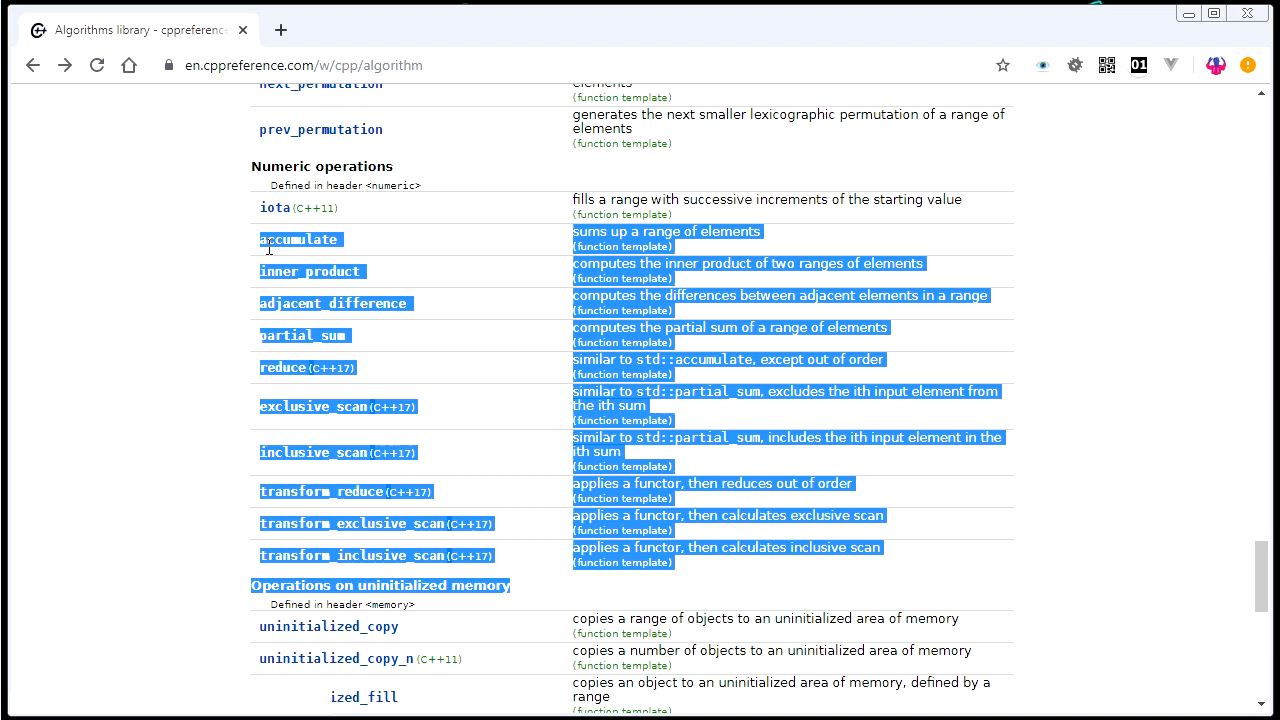 Algorithms library - cppreference
en.cppreference.com/w/cpp/algorithm
01
next_permutation
elements
(function template)
prev_permutation
generates the next smaller lexicographic permutation of a range of
elements
(function template)
Numeric operations
Defined in header <numeric>
iota (C++11)
fills a range with successive increments of the starting value
(function template)
accumulate
sums up a range of elements
(function template)
inner_product
computes the inner product of two ranges of elements
(function template)
adjacent_difference
computes the differences between adjacent elements in a range
(function template)
partial_sum
computes the partial sum of a range of elements
(function template)
reduce (C++17)
similar to std::accumulate, except out of order
(function template)
exclusive_scan (C++17)
similar to std::partial_sum, excludes the ith input element from
the ith sum
(function template)
inclusive_scan (C++17)
similar to std::partial_sum, includes the ith input element in the
ith sum
(function template)
transform_reduce (C++17)
applies a functor, then reduces out of order
(function template)
transform_exclusive_scan (C++17)
applies a functor, then calculates exclusive scan
(function template)
transform_inclusive_scan (C++17)
applies a functor, then calculates inclusive scan
(function template)
Operations on uninitialized memory
Defined in header <memory>
uninitialized_copy
copies a range of objects to an uninitialized area of memory
(function template)
uninitialized_copy_n (C++11)
copies a number of objects to an uninitialized area of memory
(function template)
ized_fill
copies an object to an uninitialized area of memory, defined by a
range
(function template)